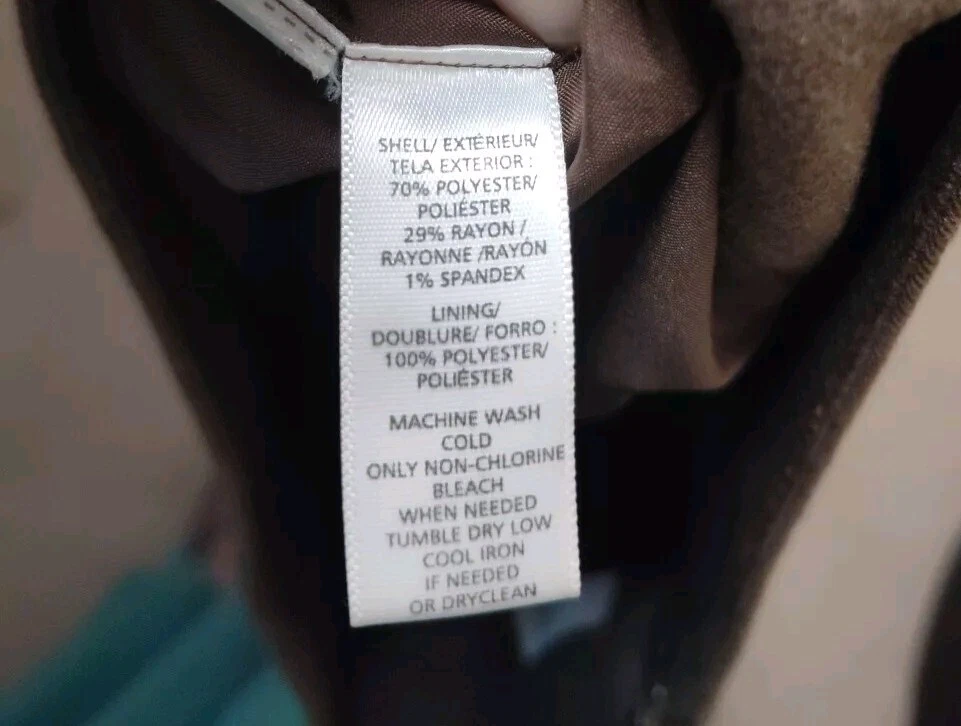 SHELL/ EXTÉRIEUR/
TELA EXTERIOR :
70% POLYESTER/
POLIÉSTER
29% RAYON /
RAYONNE /RAYÓN
1% SPANDEX
LINING/
DOUBLURE/ FORRO :
100% POLYESTER/
POLIÉSTER
MACHINE WASH
COLD
ONLY NON-CHLORINE
BLEACH
WHEN NEEDED
TUMBLE DRY LOW
COOL IRON
IF NEEDED
OR DRYCLEAN